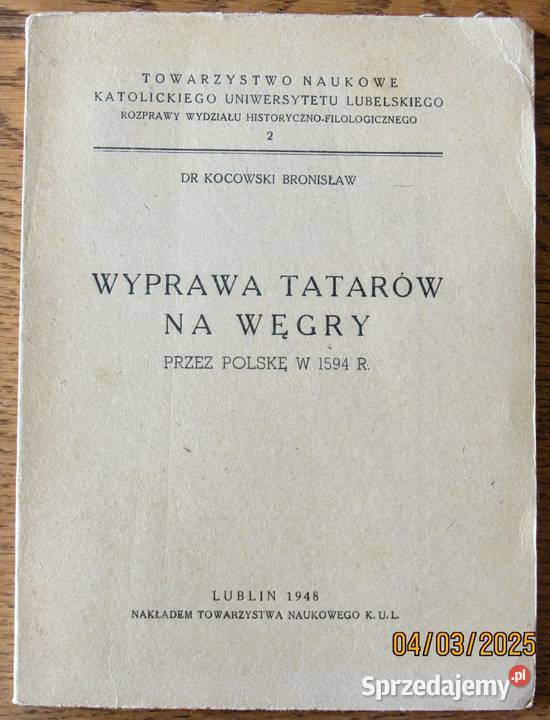 TOWARZYSTWO NAUKOWE
KATOLICKIEGO UNIWERSYTETU LUBELSKIEGO
ROZPRAWY WYDZIAŁU HISTORYCZNO-FILOLOGICZNEGO
2
DR KOCOWSKI BRONISŁAW
WYPRAWA TATARÓW
NA WĘGRY
PRZEZ POLSKĘ W 1594 R.
LUBLIN 1948
NAKŁADEM TOWARZYSTWA NAUKOWEGO K. U. L.
04/03/2025
Sprzedajemy.pl